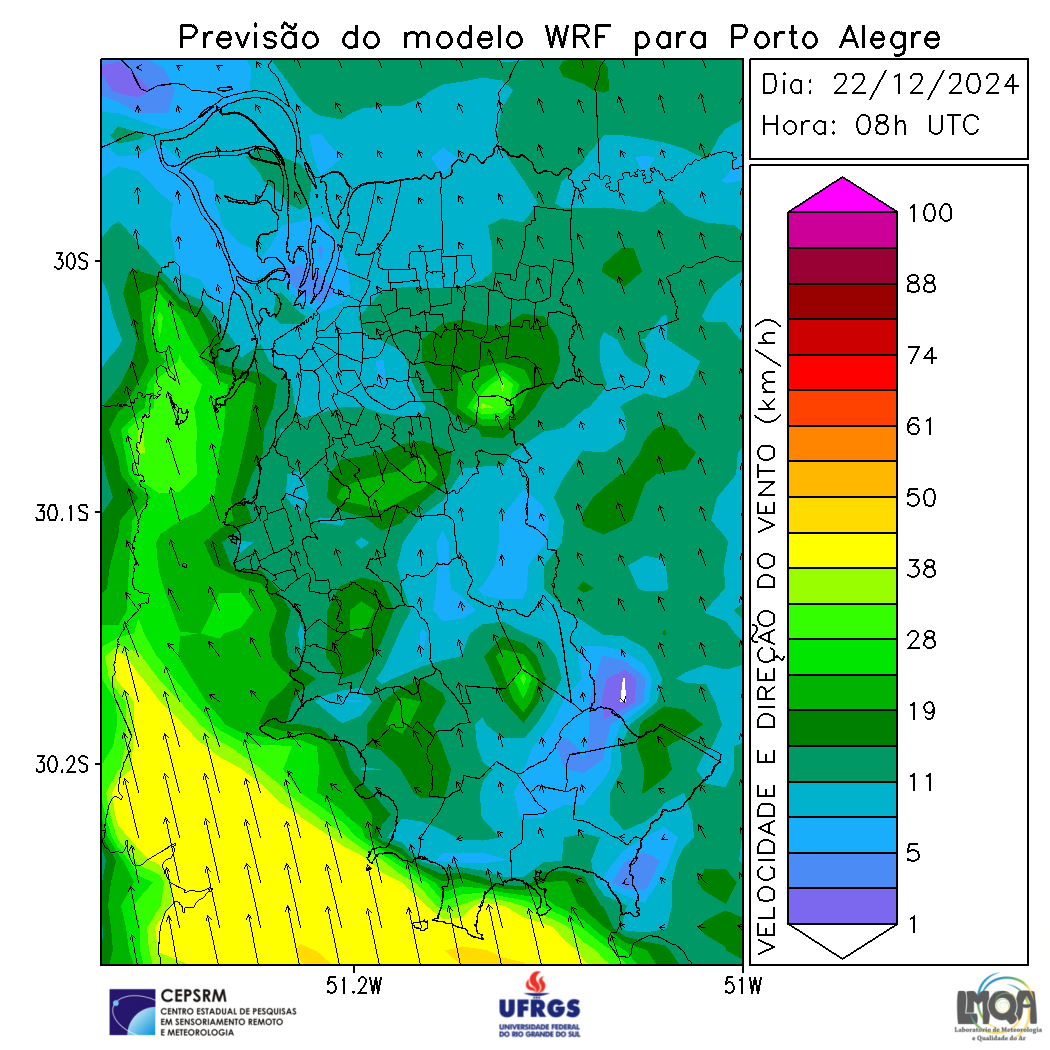 Previsão do modelo WRF para Porto Alegre
Dia: 22/12/2024
Hora: 08h UTC
30S
30.1S
30.2S
51.2W
51W
VELOCIDADE E DIREÇÃO DO VENTO (km/h)
100
88
74
61
50
38
28
19
11
5
1
CEPSRM
CENTRO ESTADUAL DE PESQUISAS
EM SENSORIAMENTO REMOTO
E METEOROLOGIA
UFRGS
UNIVERSIDADE FEDERAL
DO RIO GRANDE DO SUL
LMQA
Laboratório de Meteorologia
e Qualidade do Ar